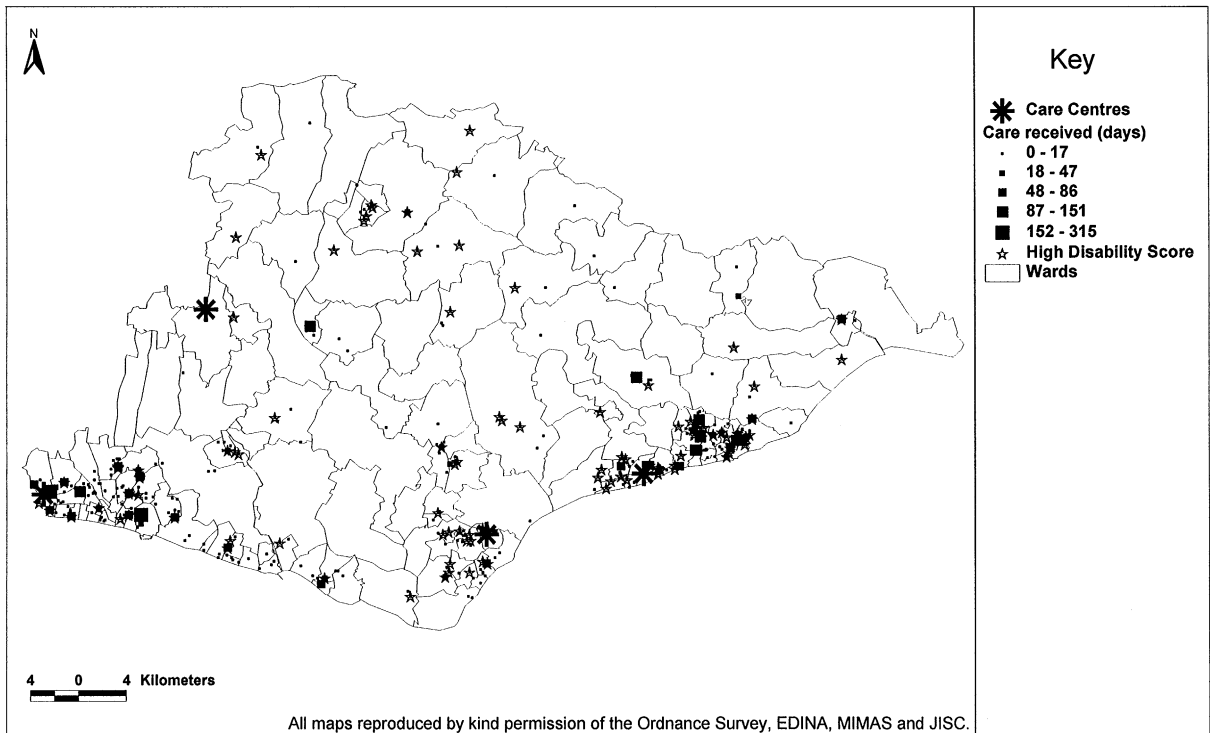 N
Key
Care Centres
Care received (days)
0 - 17
18 - 47
48 - 86
87 - 151
152 - 315
High Disability Score
Wards
4 0 4 Kilometers
All maps reproduced by kind permission of the Ordnance Survey, EDINA, MIMAS and JISC.